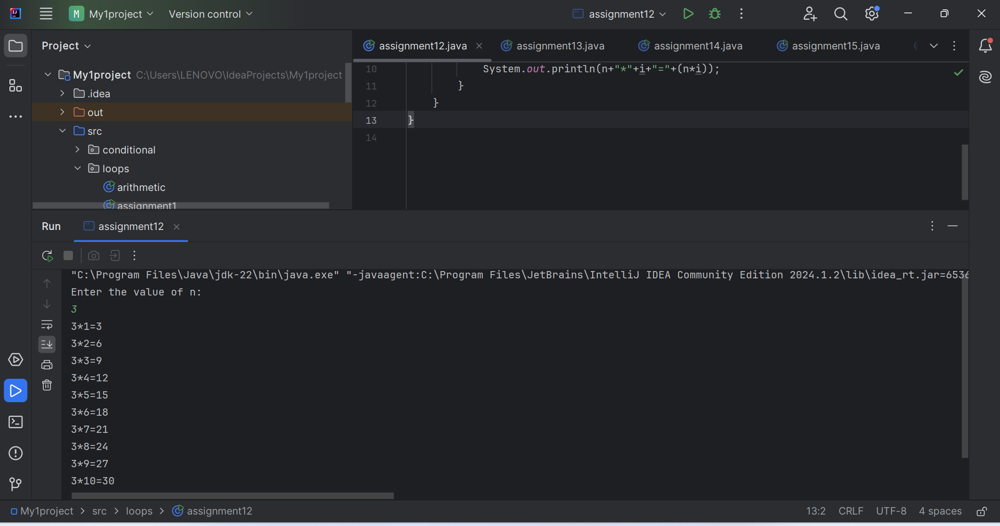 M My1project Version control assignment12
Project
My1project C:\Users\LENOVO\IdeaProjects\My1project
.idea
out
src
conditional
loops
arithmetic
assignment1
assignment12.java assignment13.java assignment14.java assignment15.java
10 System.out.println(n+"*"+i+"="+(n*i));
11 }
12 }
13 }
14
Run assignment12
"C:\Program Files\Java\jdk-22\bin\java.exe" "-javaagent:C:\Program Files\JetBrains\IntelliJ IDEA Community Edition 2024.1.2\lib\idea_rt.jar=6536
Enter the value of n:
3
3*1=3
3*2=6
3*3=9
3*4=12
3*5=15
3*6=18
3*7=21
3*8=24
3*9=27
3*10=30
My1project > src > loops > assignment12 13:2 CRLF UTF-8 4 spaces